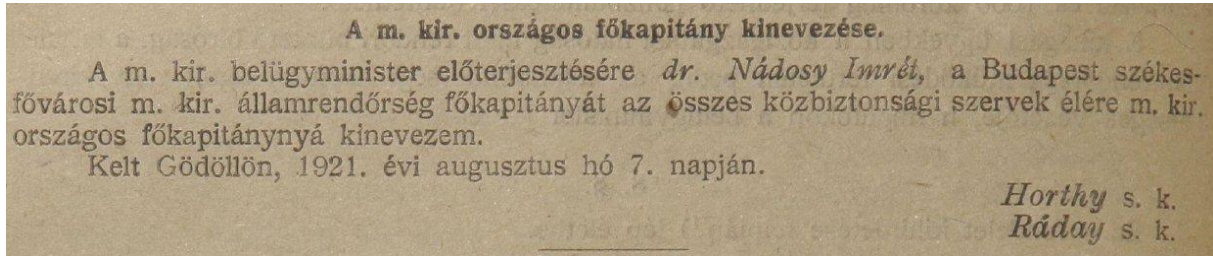 A m. kir. országos főkapitány kinevezése.
A m. kir. belügyminister előterjesztésére dr. Nádosy Imrét, a Budapest székes-
fővárosi m. kir. államrendőrség főkapitányát az összes közbiztonsági szervek élére m. kir.
országos főkapitánynyá kinevezem.
Kelt Gödöllőn, 1921. évi augusztus hó 7. napján.
Horthy s. k.
Ráday s. k.